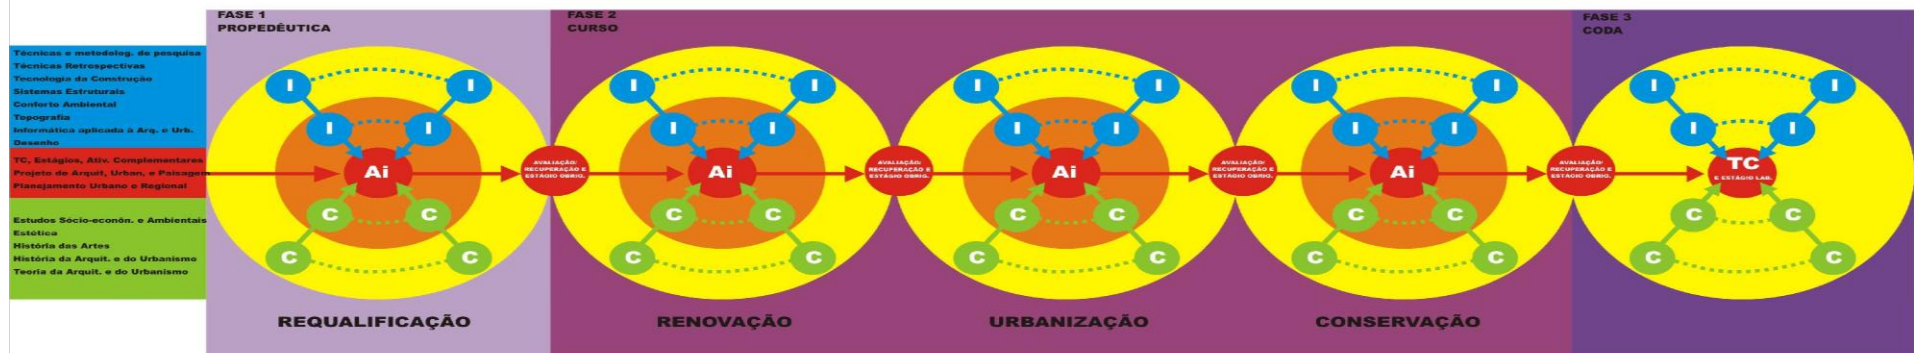 FASE 1
PROPEDÊUTICA
FASE 2
CURSO
FASE 3
CODA
Técnicas e metodolog. de pesquisa
Técnicas Retrospectivas
Tecnologia da Construção
Sistemas Estruturais
Conforto Ambiental
Topografia
Informática aplicada à Arq. e Urb.
Desenho
TC, Estágios, Ativ. Complementares
Projeto de Arquit, Urban, e Paisagem
Planejamento Urbano e Regional
Estudos Sócio-econôn. e Ambientais
Estética
História das Artes
História da Arquit. e do Urbanismo
Teoria da Arquit. e do Urbanismo
I I
I I
Ai
C C
C C
AVALIAÇÃO/
RECUPERAÇÃO E
ESTÁGIO OBRIG.
I I
I I
Ai
C C
C C
AVALIAÇÃO/
RECUPERAÇÃO E
ESTÁGIO OBRIG.
I I
I I
Ai
C C
C C
AVALIAÇÃO/
RECUPERAÇÃO E
ESTÁGIO OBRIG.
I I
I I
Ai
C C
C C
AVALIAÇÃO/
RECUPERAÇÃO E
ESTÁGIO OBRIG.
I I
I I
TC
E ESTÁGIO LAB.
C C
C C
REQUALIFICAÇÃO
RENOVAÇÃO
URBANIZAÇÃO
CONSERVAÇÃO